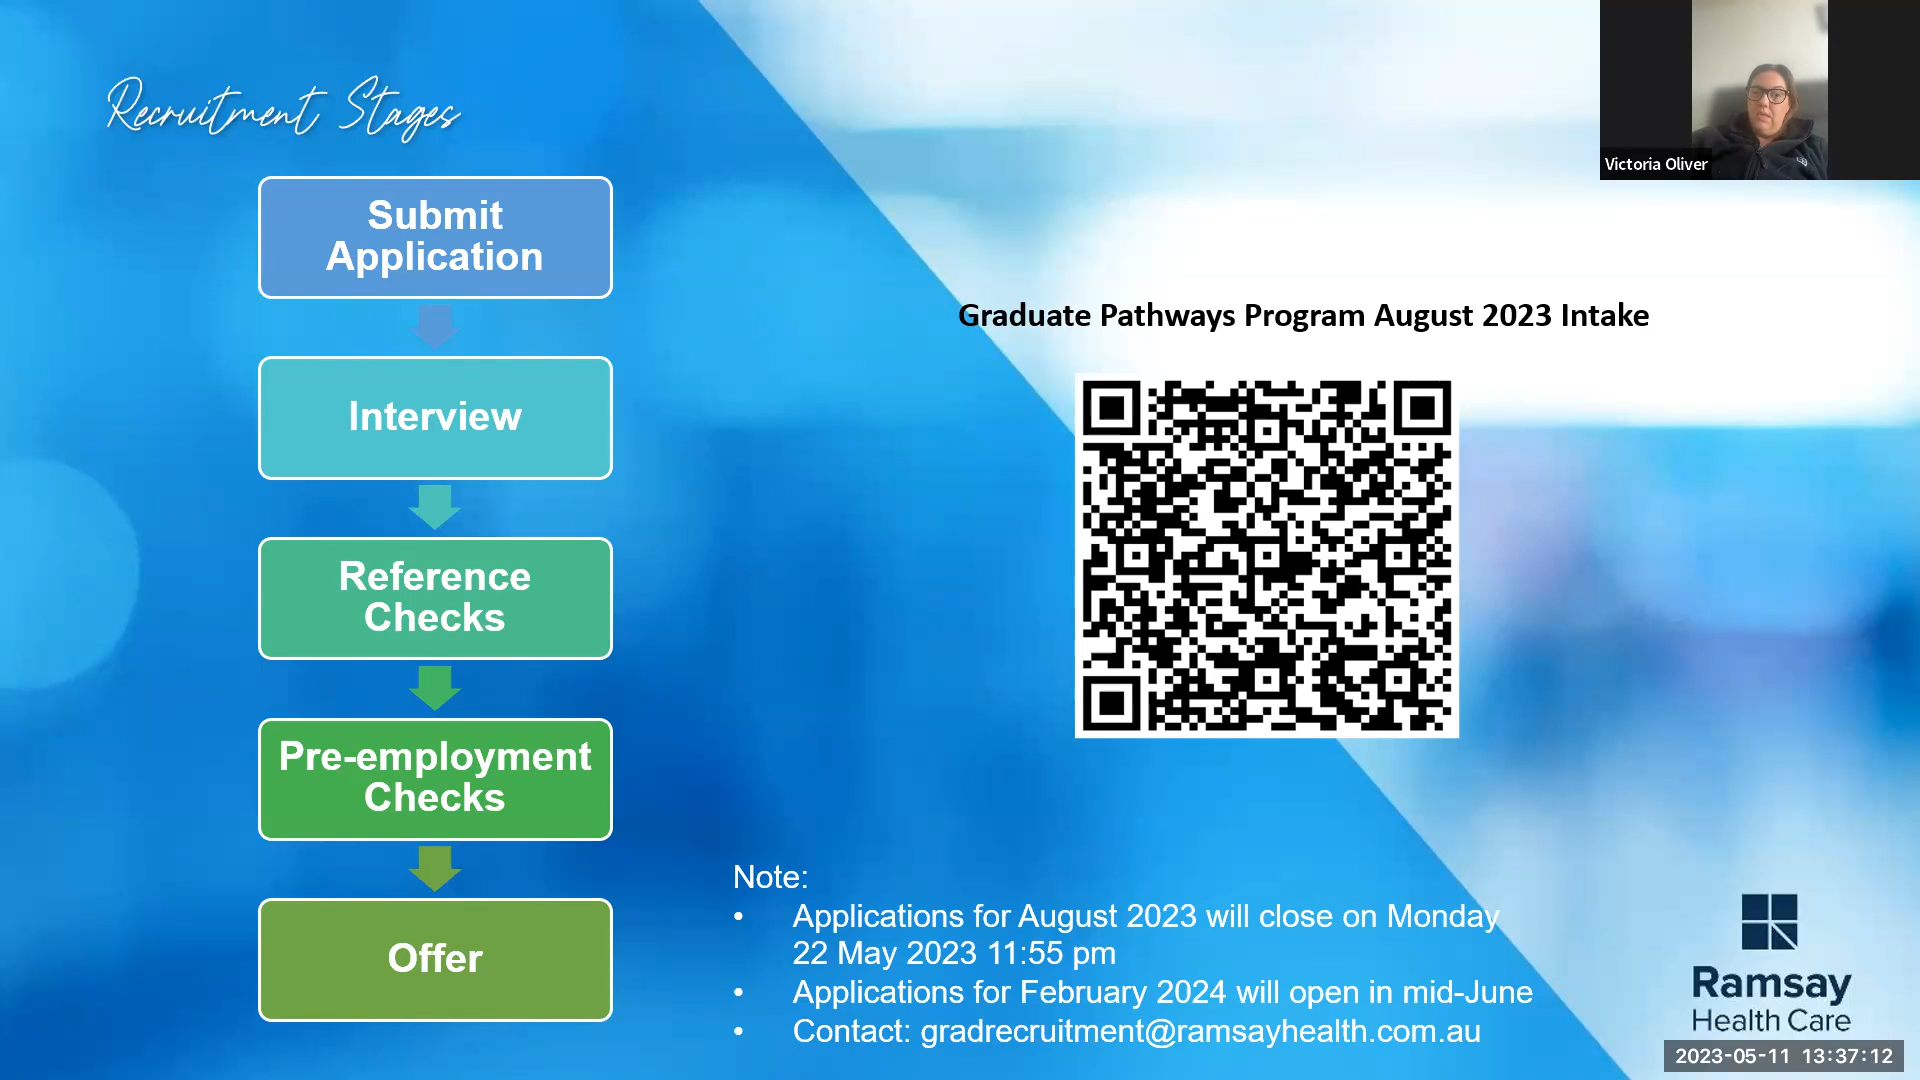 Recruitment Stages
Submit
Application
Interview
Reference
Checks
Pre-employment
Checks
Offer
Victoria Oliver
Graduate Pathways Program August 2023 Intake
Note:
• Applications for August 2023 will close on Monday
22 May 2023 11:55 pm
• Applications for February 2024 will open in mid-June
• Contact: gradrecruitment@ramsayhealth.com.au
Ramsay
Health Care
2023-05-11 13:37:12